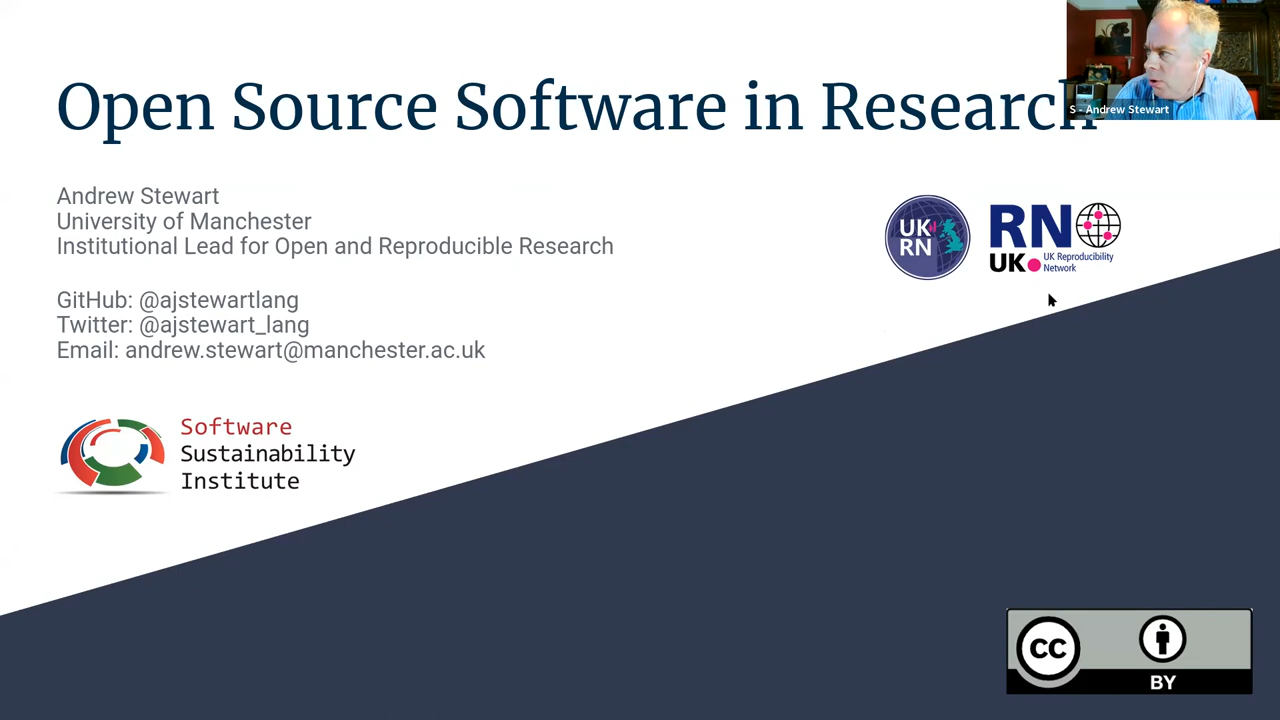 Open Source Software in Research
S - Andrew Stewart
Andrew Stewart
University of Manchester
Institutional Lead for Open and Reproducible Research
GitHub: @ajstewartlang
Twitter: @ajstewart_lang
Email: andrew.stewart@manchester.ac.uk
UK
RN
RN
UK
UK Reproducibility
Network
Software
Sustainability
Institute
CC
BY